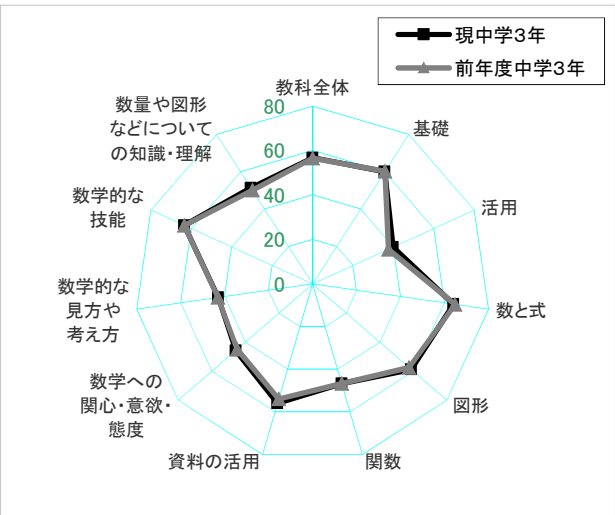 現中学3年
前年度中学3年
教科全体
基礎
活用
数と式
図形
関数
資料の活用
数学への
関心・意欲・
態度
数学的な
見方や
考え方
数学的な
技能
数量や図形
などについて
の知識・理解
80
60
40
20
0